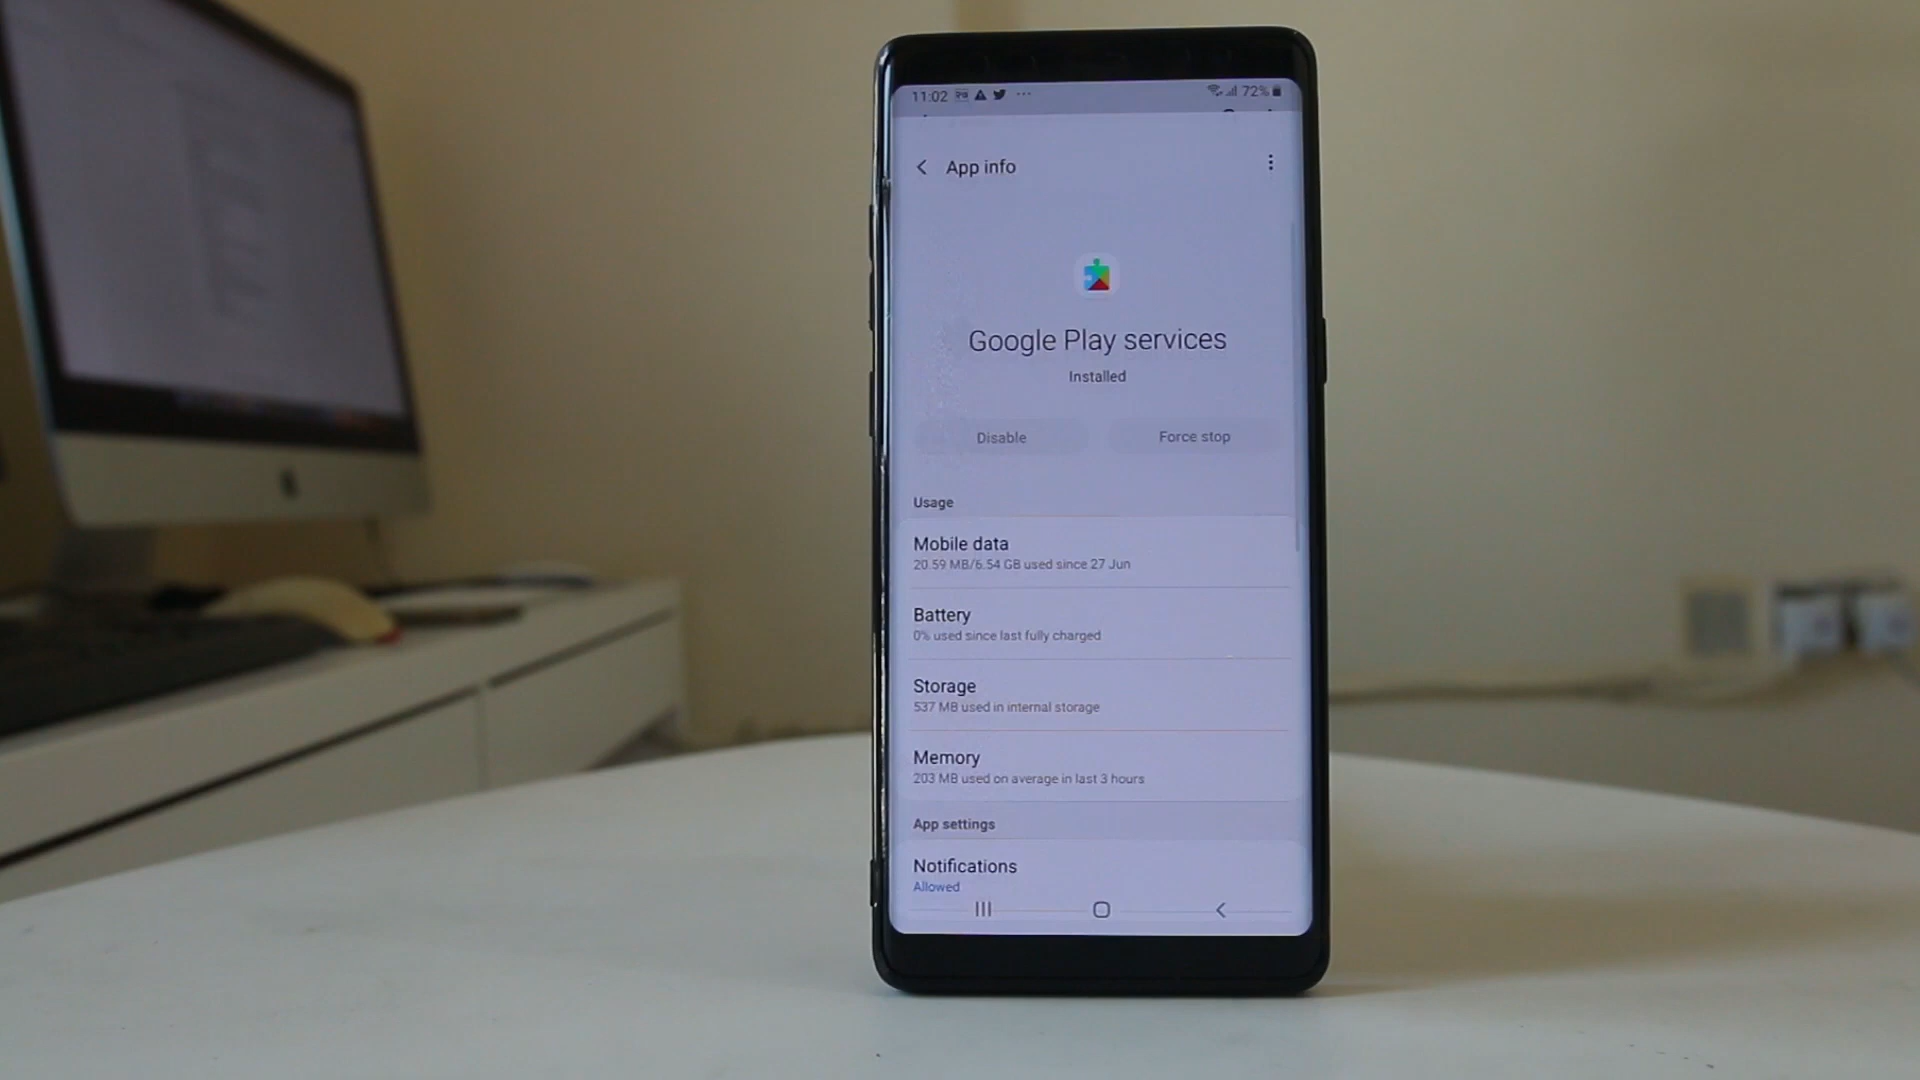 11:02
72%
App info
Google Play services
Installed
Disable
Force stop
Usage
Mobile data
20.59 MB/6.54 GB used since 27 Jun
Battery
0% used since last fully charged
Storage
537 MB used in internal storage
Memory
203 MB used on average in last 3 hours
App settings
Notifications
Allowed